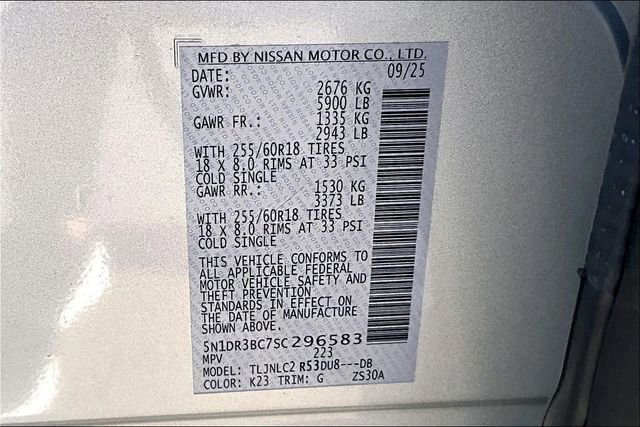 MFD BY NISSAN MOTOR CO., LTD.
DATE: 09/25
GVWR: 2676 KG
5900 LB
GAWR FR.: 1335 KG
2943 LB
WITH 255/60R18 TIRES
18 X 8.0 RIMS AT 33 PSI
COLD SINGLE
GAWR RR.: 1530 KG
3373 LB
WITH 255/60R18 TIRES
18 X 8.0 RIMS AT 33 PSI
COLD SINGLE
THIS VEHICLE CONFORMS TO
ALL APPLICABLE FEDERAL
MOTOR VEHICLE SAFETY AND
THEFT PREVENTION
STANDARDS IN EFFECT ON
THE DATE OF MANUFACTURE
SHOWN ABOVE.
5N1DR3BC7SC296583
MPV 223
MODEL: TLJNLC2 R53DU8---DB
COLOR: K23 TRIM: G ZS30A